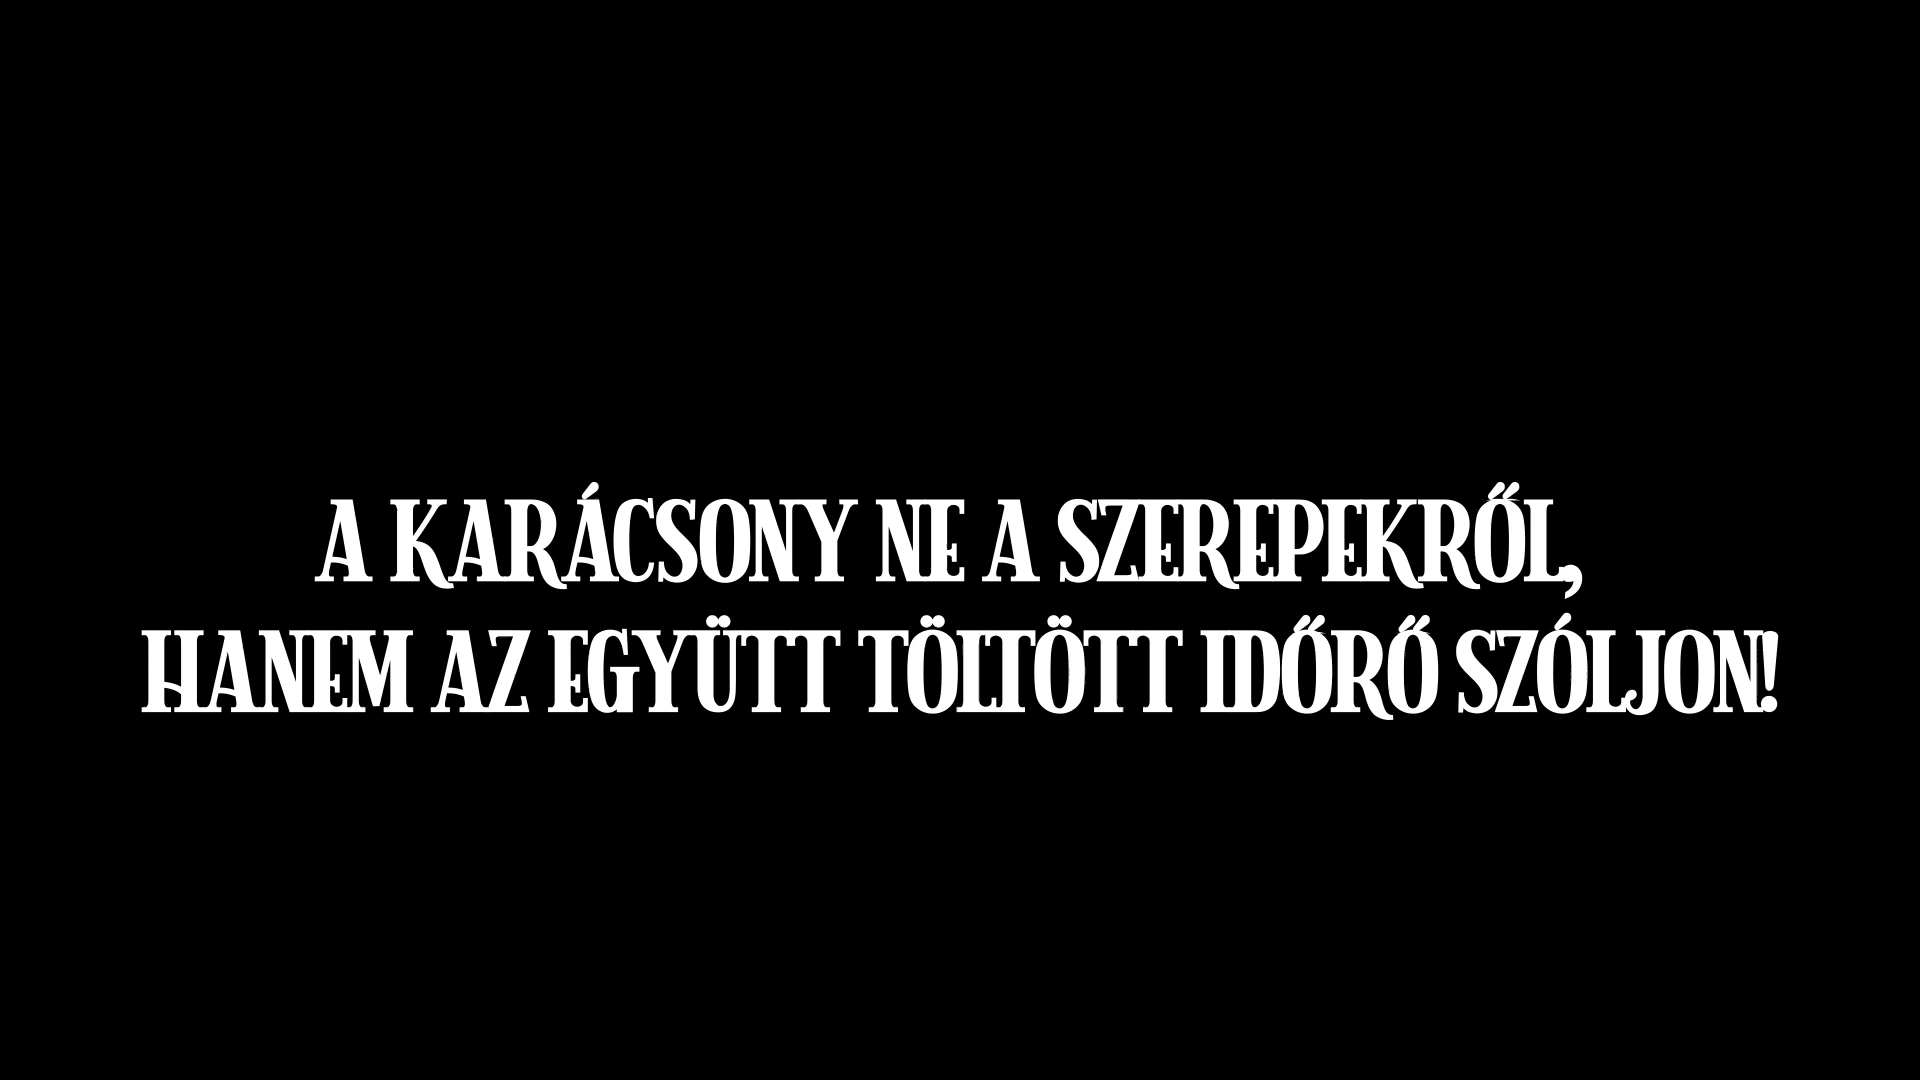 A KARÁCSONY NE A SZEREPEKRŐL,
HANEM AZ EGYÜTT TÖLTÖTT IDŐRŐ SZÓLJON!